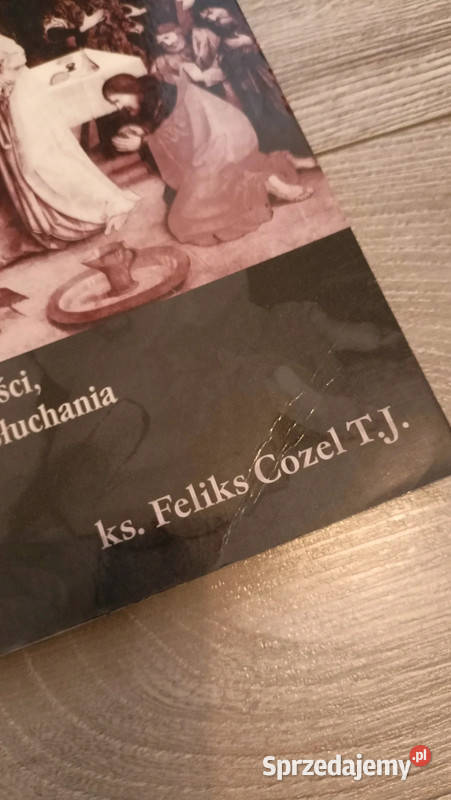 ści,
łuchania
ks. Feliks Cozel T.J.
Sprzedajemy.pl